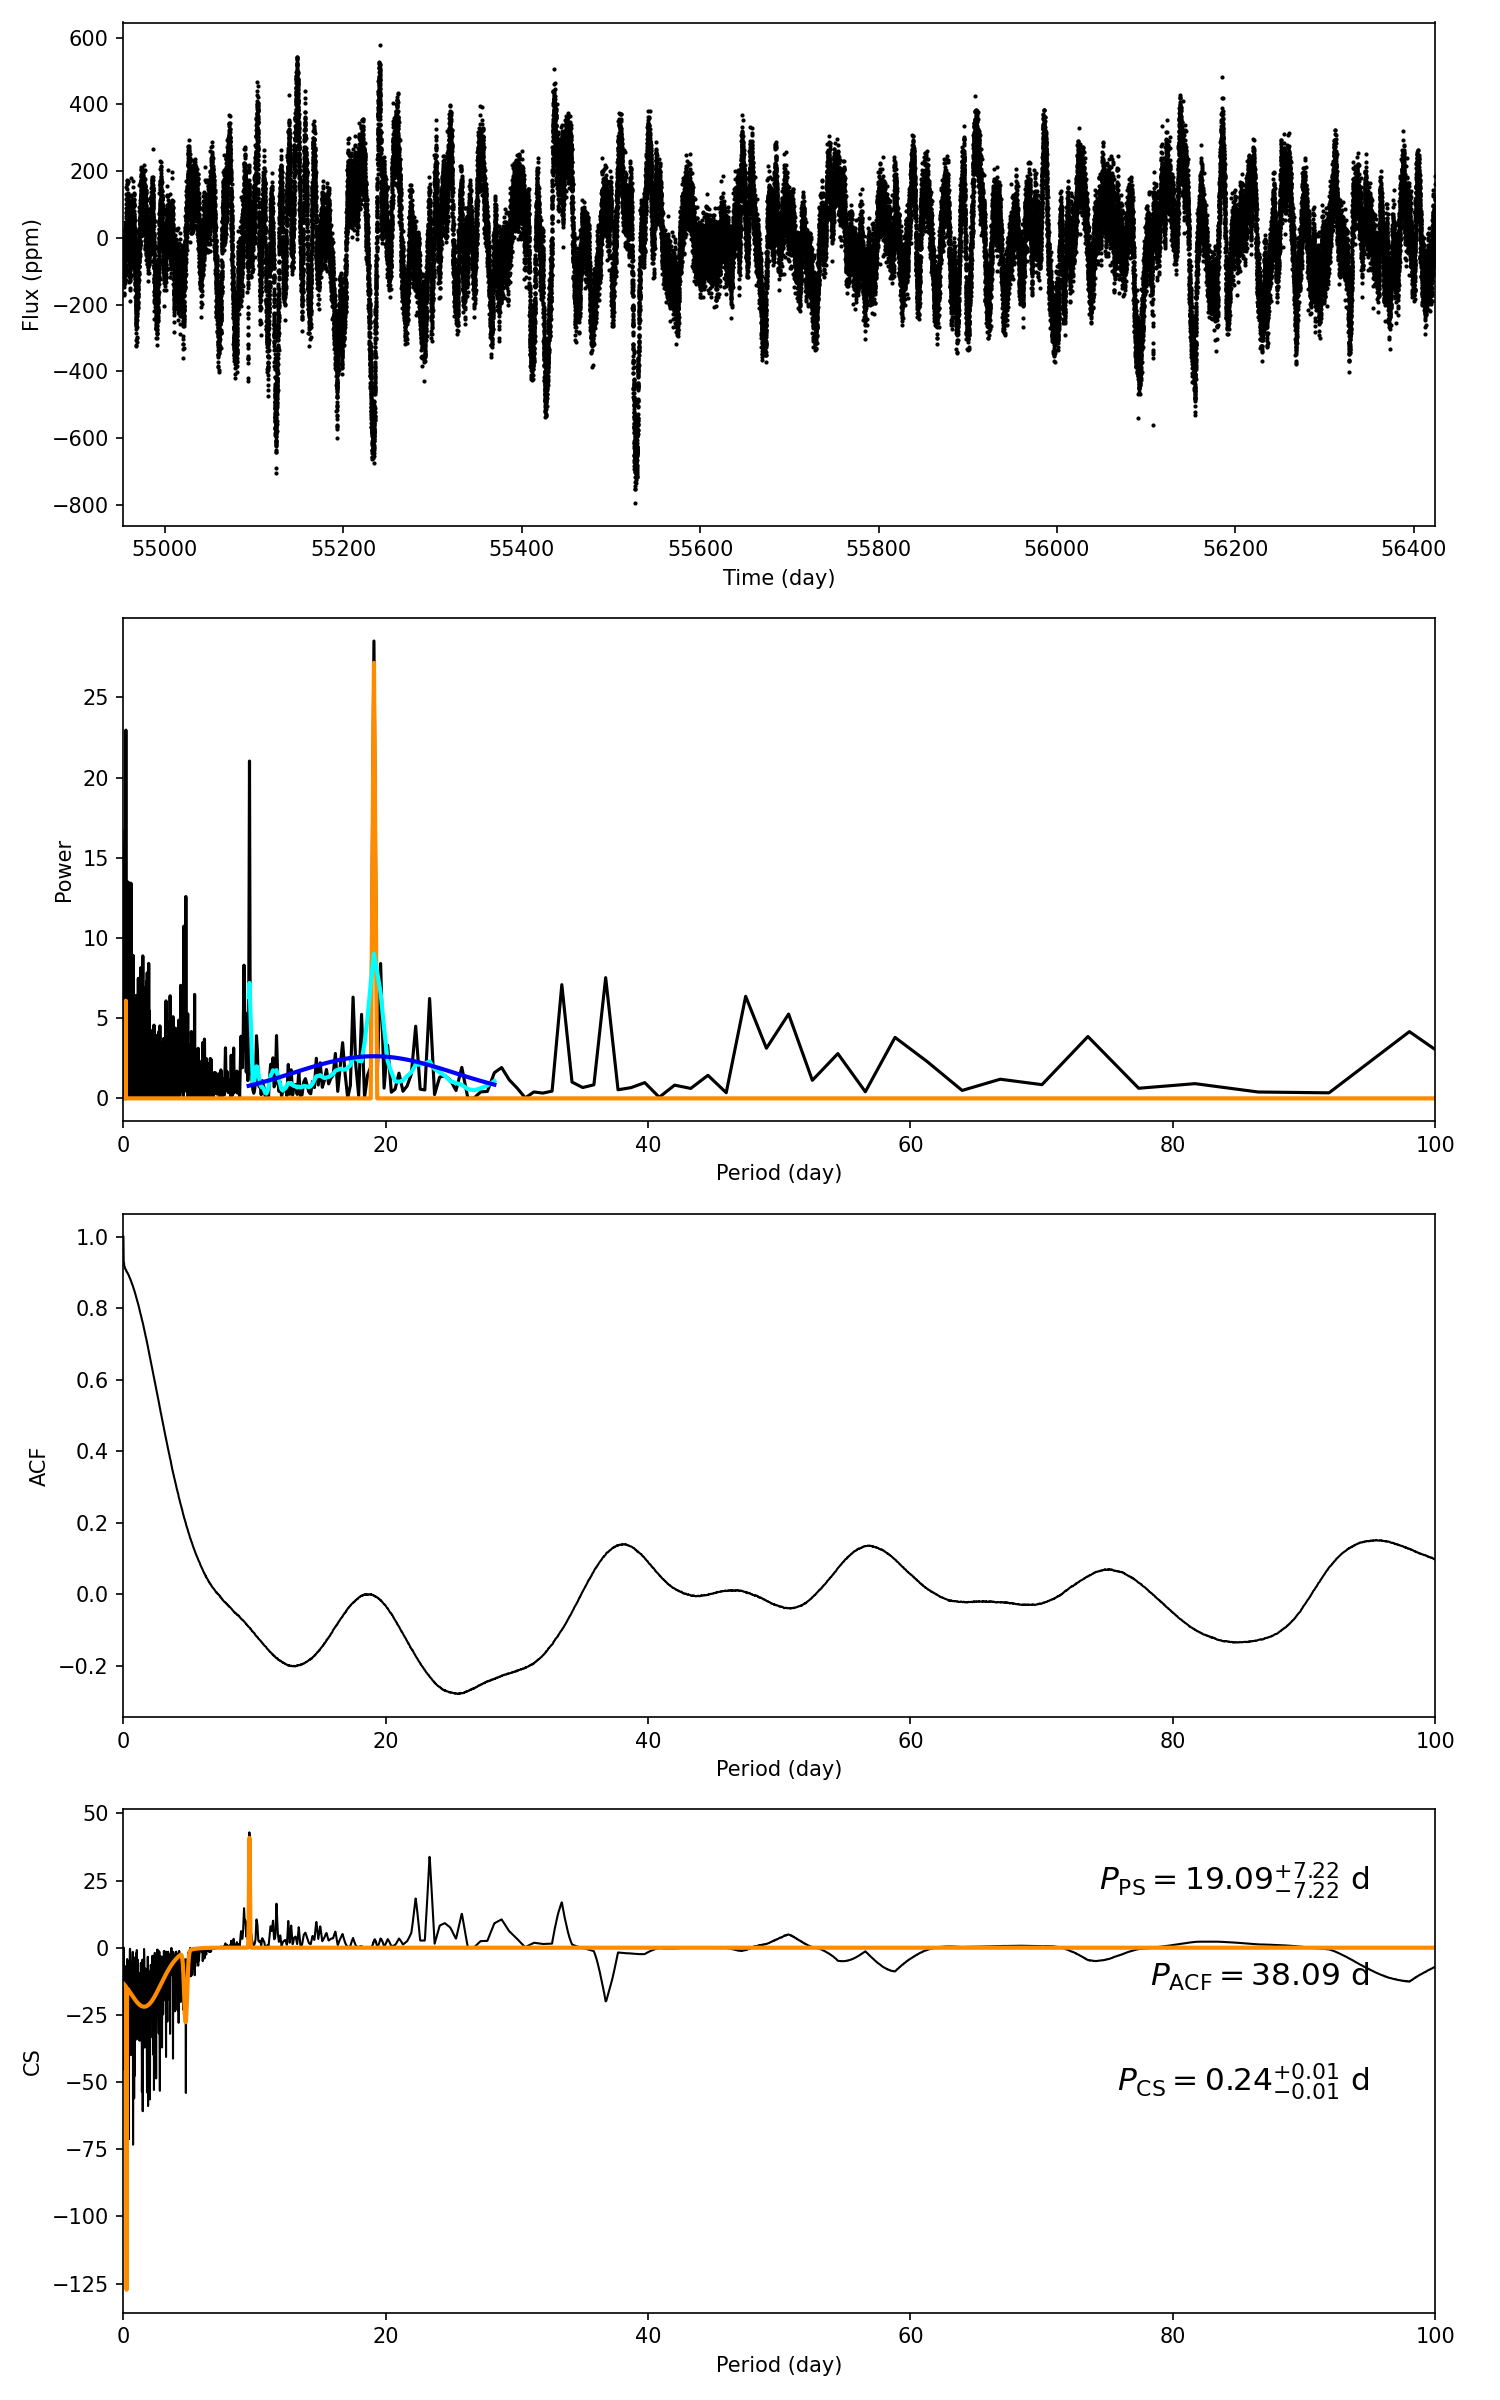 600
400
200
0
−200
−400
−600
−800
Flux (ppm)
55000 55200 55400 55600 55800 56000 56200 56400
Time (day)
25
20
15
10
5
0
Power
0 20 40 60 80 100
Period (day)
1.0
0.8
0.6
0.4
0.2
0.0
−0.2
ACF
0 20 40 60 80 100
Period (day)
50
25
0
−25
−50
−75
−100
−125
CS
P_PS = 19.09^{+7.22}_{−7.22} d
P_ACF = 38.09 d
P_CS = 0.24^{+0.01}_{−0.01} d
0 20 40 60 80 100
Period (day)